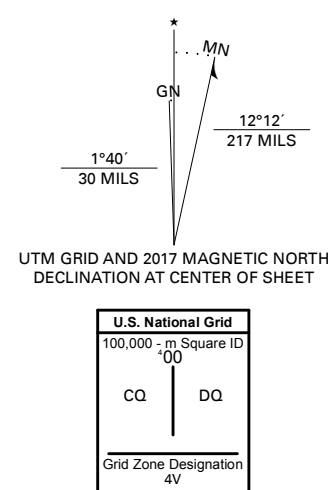 ★
MN
GN
12°12´
217 MILS
1°40´
30 MILS
UTM GRID AND 2017 MAGNETIC NORTH
DECLINATION AT CENTER OF SHEET
U.S. National Grid
100,000 - m Square ID
⁴00
CQ DQ
Grid Zone Designation
4V